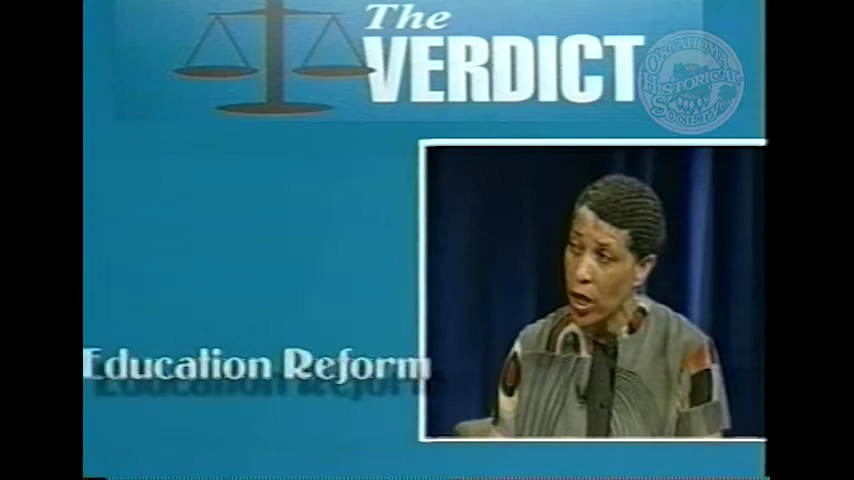 The
VERDICT
OKLAHOMA
HISTORICAL
SOCIETY
Education Reform